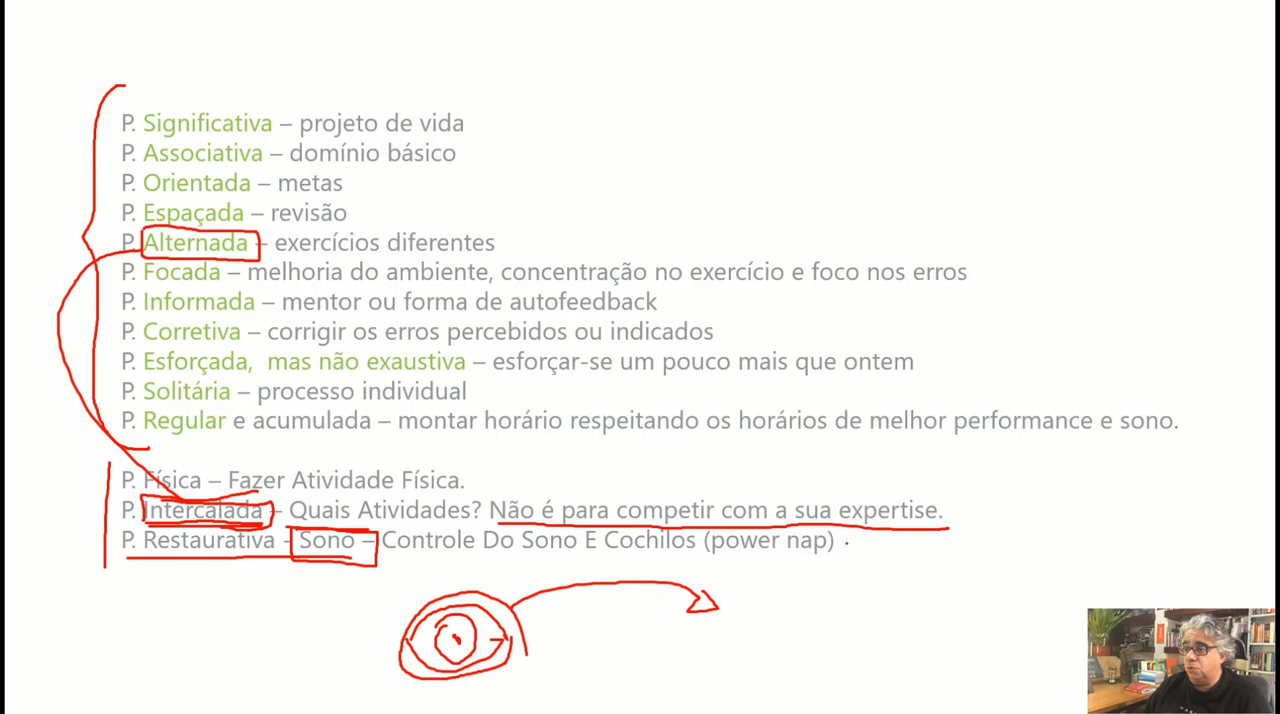 P. Significativa – projeto de vida
P. Associativa – domínio básico
P. Orientada – metas
P. Espaçada – revisão
P. Alternada – exercícios diferentes
P. Focada – melhoria do ambiente, concentração no exercício e foco nos erros
P. Informada – mentor ou forma de autofeedback
P. Corretiva – corrigir os erros percebidos ou indicados
P. Esforçada,  mas não exaustiva – esforçar-se um pouco mais que ontem
P. Solitária – processo individual
P. Regular e acumulada – montar horário respeitando os horários de melhor performance e sono.
P. Física – Fazer Atividade Física.
P. Intercalada – Quais Atividades? Não é para competir com a sua expertise.
P. Restaurativa – Sono – Controle Do Sono E Cochilos (power nap)